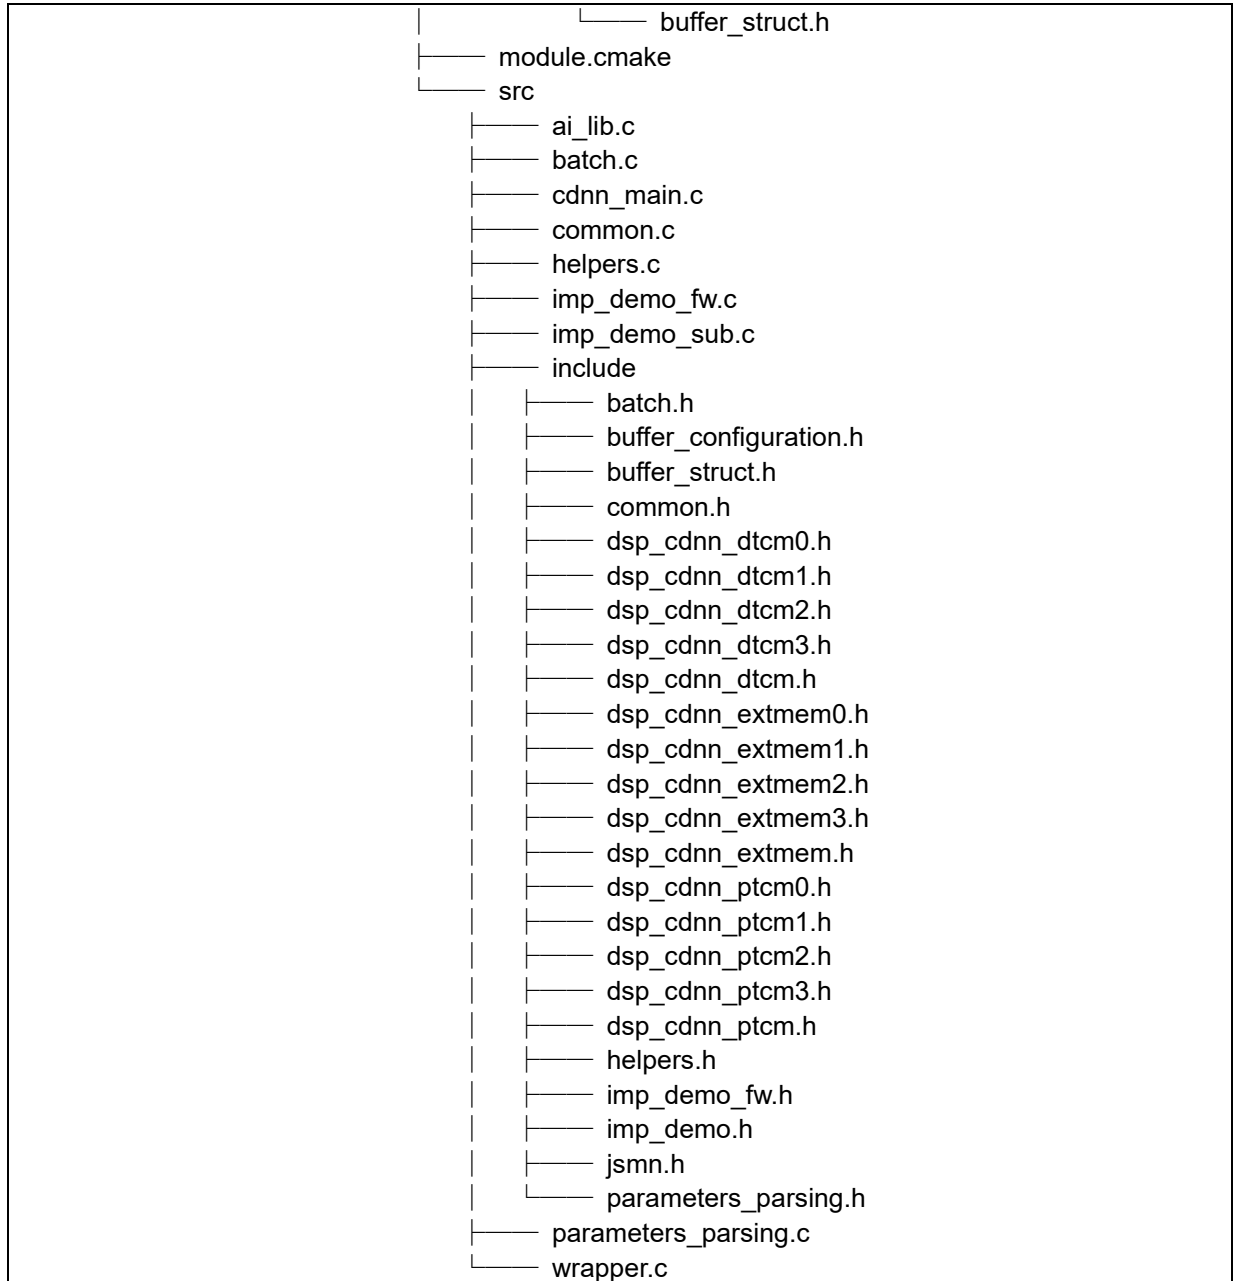 buffer_struct.h
module.cmake
src
ai_lib.c
batch.c
cdnn_main.c
common.c
helpers.c
imp_demo_fw.c
imp_demo_sub.c
include
batch.h
buffer_configuration.h
buffer_struct.h
common.h
dsp_cdnn_dtcm0.h
dsp_cdnn_dtcm1.h
dsp_cdnn_dtcm2.h
dsp_cdnn_dtcm3.h
dsp_cdnn_dtcm.h
dsp_cdnn_extmem0.h
dsp_cdnn_extmem1.h
dsp_cdnn_extmem2.h
dsp_cdnn_extmem3.h
dsp_cdnn_extmem.h
dsp_cdnn_ptcm0.h
dsp_cdnn_ptcm1.h
dsp_cdnn_ptcm2.h
dsp_cdnn_ptcm3.h
dsp_cdnn_ptcm.h
helpers.h
imp_demo_fw.h
imp_demo.h
jsmn.h
parameters_parsing.h
parameters_parsing.c
wrapper.c